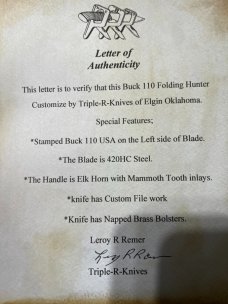 Letter of
Authenticity
This letter is to verify that this Buck 110 Folding Hunter
Customize by Triple-R-Knives of Elgin Oklahoma.
Special Features;
*Stamped Buck 110 USA on the Left side of Blade.
*The Blade is 420HC Steel.
*The Handle is Elk Horn with Mammoth Tooth inlays.
*knife has Custom File work
*Knife has Napped Brass Bolsters.
Leroy R Remer
Triple-R-Knives